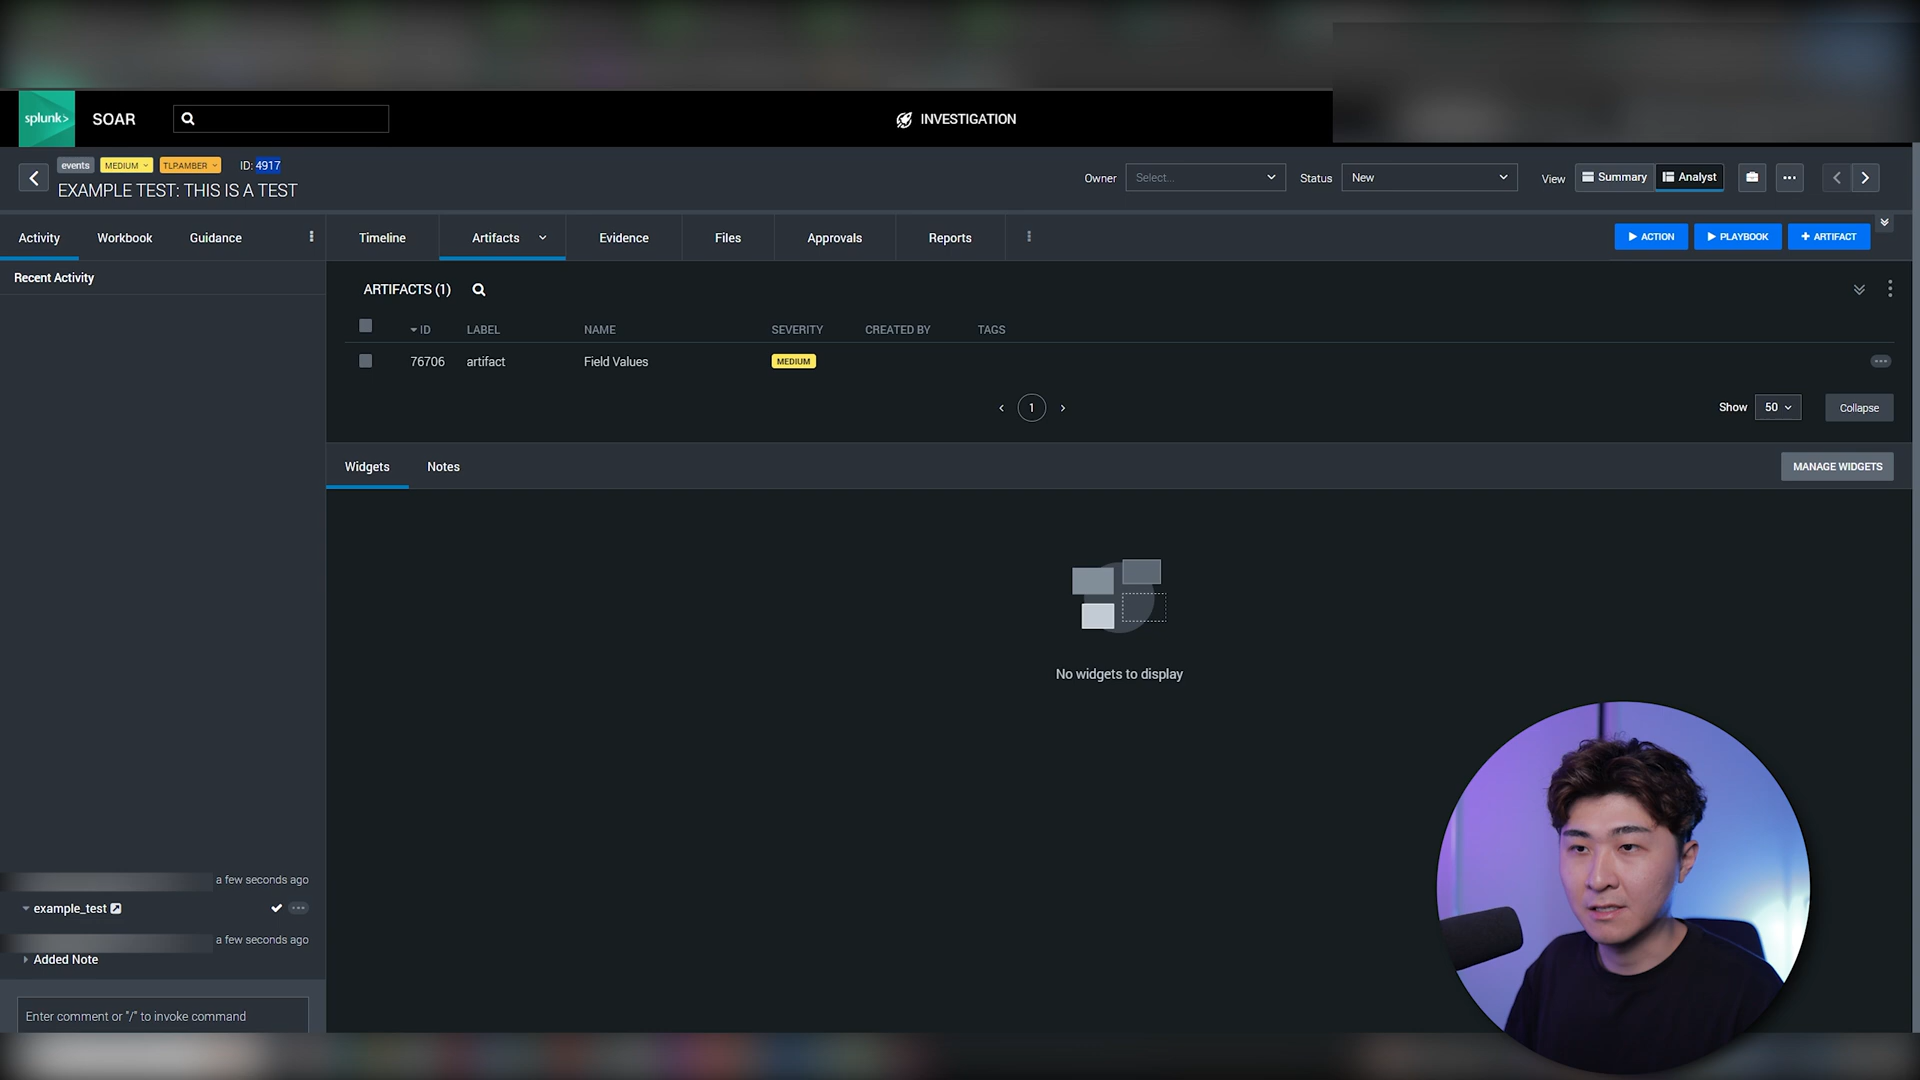 splunk>
SOAR
INVESTIGATION
events
MEDIUM
TLP:AMBER
ID: 4917
EXAMPLE TEST: THIS IS A TEST
Owner
Select...
Status
New
View
Summary
Analyst
Activity
Workbook
Guidance
Timeline
Artifacts
Evidence
Files
Approvals
Reports
ACTION
PLAYBOOK
+ ARTIFACT
Recent Activity
ARTIFACTS (1)
ID LABEL NAME SEVERITY CREATED BY TAGS
76706 artifact Field Values MEDIUM
1
Show
50
Collapse
Widgets
Notes
MANAGE WIDGETS
No widgets to display
a few seconds ago
example_test
a few seconds ago
Added Note
Enter comment or "/" to invoke command